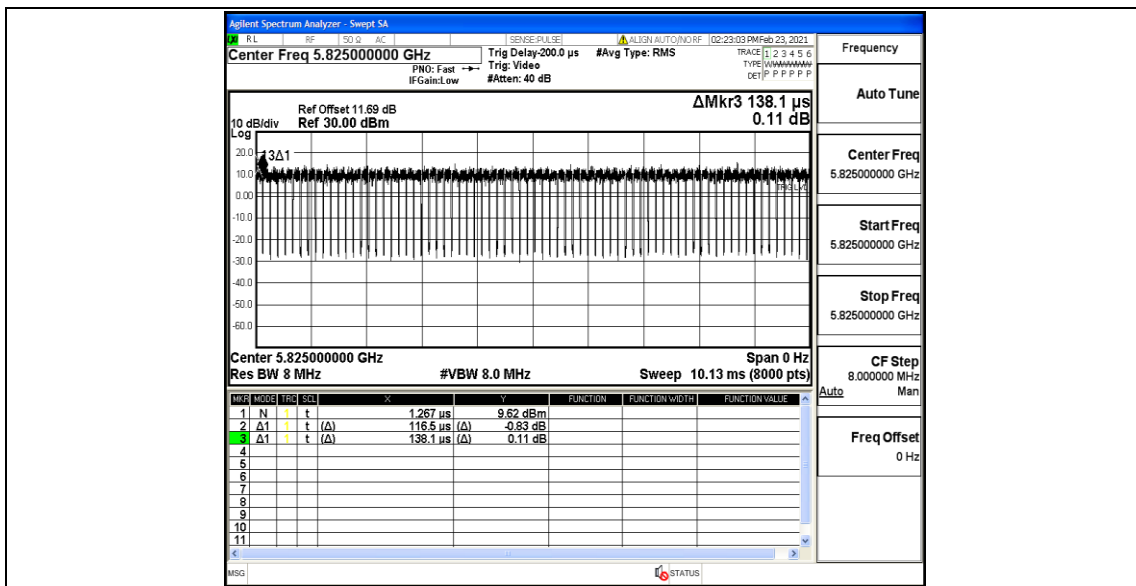 Agilent Spectrum Analyzer - Swept SA
RL RF 50 Ω AC SENSE:PULSE ALIGN AUTO/NO RF 02:23:03 PM Feb 23, 2021
Center Freq 5.825000000 GHz
PNO: Fast
IFGain:Low
Trig Delay-200.0 µs
Trig: Video
#Atten: 40 dB
#Avg Type: RMS
TRACE 1 2 3 4 5 6
TYPE
DET P P P P P P
ΔMkr3 138.1 µs
0.11 dB
Ref Offset 11.69 dB
10 dB/div Ref 30.00 dBm
Log
20.0
10.0
0.00
-10.0
-20.0
-30.0
-40.0
-50.0
-60.0
3Δ1
TRIG LVL
Center 5.825000000 GHz Span 0 Hz
Res BW 8 MHz #VBW 8.0 MHz Sweep 10.13 ms (8000 pts)
MKR MODE TRC SCL X Y FUNCTION FUNCTION WIDTH FUNCTION VALUE
1 N 1 t 1.267 µs 9.62 dBm
2 Δ1 1 t (Δ) 116.5 µs (Δ) -0.83 dB
3 Δ1 1 t (Δ) 138.1 µs (Δ) 0.11 dB
4
5
6
7
8
9
10
11
MSG STATUS
Frequency
Auto Tune
Center Freq
5.825000000 GHz
Start Freq
5.825000000 GHz
Stop Freq
5.825000000 GHz
CF Step
8.000000 MHz
Auto Man
Freq Offset
0 Hz